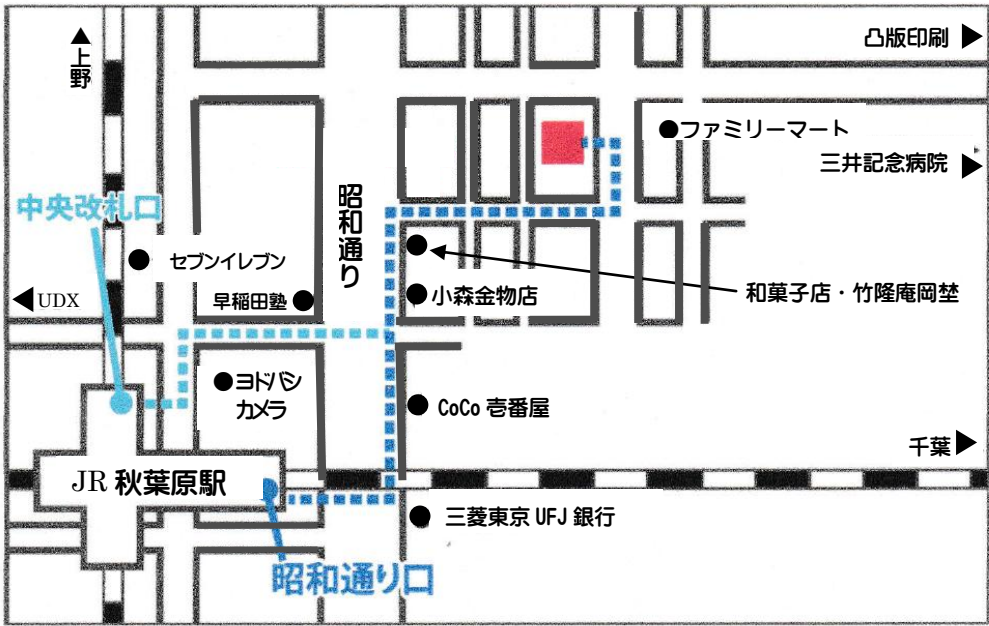 凸版印刷 ▶
▲上野
ファミリーマート
三井記念病院 ▶
中央改札口
昭和通り
セブンイレブン
◀ UDX
早稲田塾
小森金物店
和菓子店・竹隆庵岡埜
ヨドバシ
カメラ
CoCo 壱番屋
千葉 ▶
JR 秋葉原駅
三菱東京 UFJ 銀行
昭和通り口